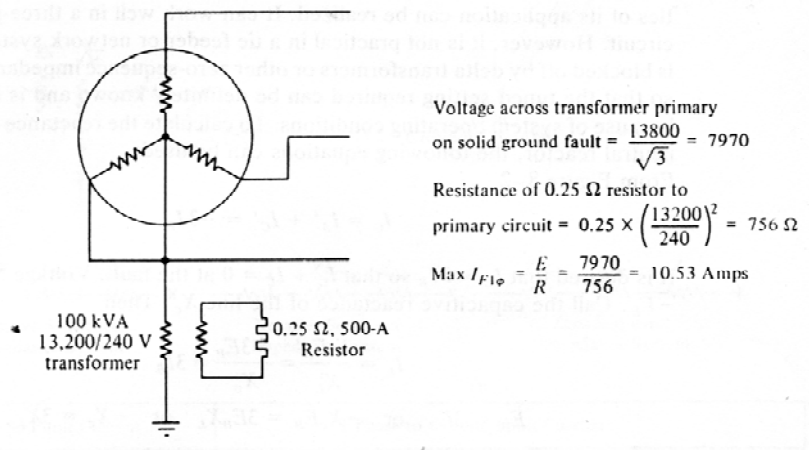 Voltage across transformer primary
on solid ground fault = 13800/√3 = 7970
Resistance of 0.25 Ω resistor to
primary circuit = 0.25 × (13200/240)² = 756 Ω
Max I_F1φ = E/R = 7970/756 = 10.53 Amps
100 kVA
13,200/240 V
transformer
0.25 Ω, 500-A
Resistor